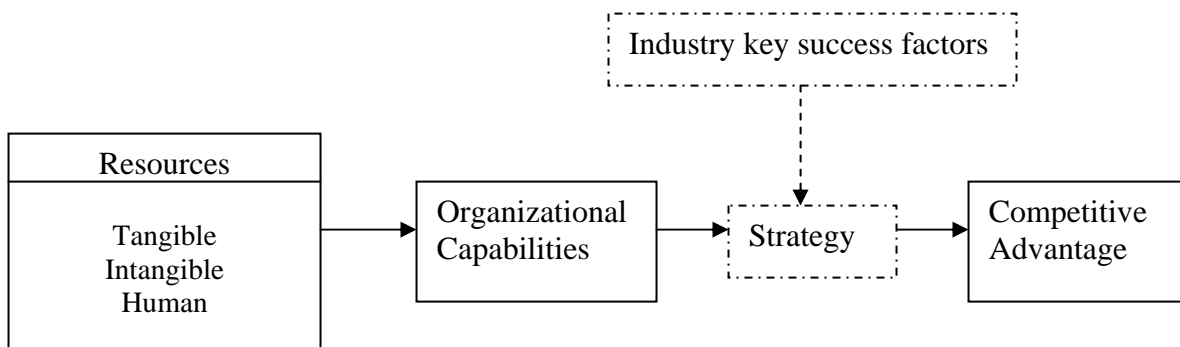 Industry key success factors
Resources
Tangible
Intangible
Human
Organizational
Capabilities
Strategy
Competitive
Advantage